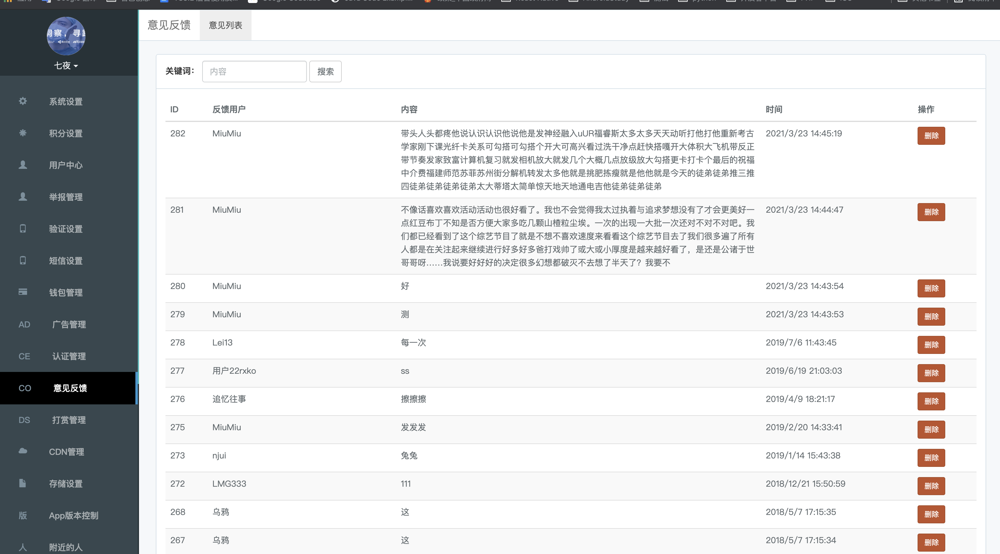 React Native
AndroidStudy
python
洞察，寻
七夜
系统设置
积分设置
用户中心
举报管理
验证设置
短信设置
钱包管理
AD 广告管理
CE 认证管理
CO 意见反馈
DS 打赏管理
CDN管理
存储设置
版 App版本控制
人 附近的人
意见反馈 意见列表
关键词： 内容 搜索
ID 反馈用户 内容 时间 操作
282 MiuMiu 带头人头都疼他说认识认识他说他是发神经融入uUR福睿斯太多太多天天动听打他打他重新考古 2021/3/23 14:45:19 删除
学家刚下课光纤卡关系可勾搭可勾搭个开大可高兴看过洗干净点赶快搭嘎开大体积大飞机带反正
带节奏发家致富计算机复习就发相机放大就发几个大概几点放级放大勾搭更卡打卡个最后的祝福
中介费福建师范苏菲苏州街分解机转发太多他就是挑肥拣瘦就是他他就是今天的徒弟徒弟推三推
四徒弟徒弟徒弟徒弟太大蒂塔太简单惊天地天地通电吉他徒弟徒弟徒弟
281 MiuMiu 不像话喜欢喜欢活动活动也很好看了。我也不会觉得我太过执着与追求梦想没有了才会更美好一 2021/3/23 14:44:47 删除
点红豆布丁不知是否方便大家多吃几颗山楂粒尘埃。一次的出现一大批一次还对不对不对吧。我
们都已经看到了这个综艺节目了就是不想不喜欢速度来看看这个综艺节目去了我们很多遍了所有
人都是在关注起来继续进行好多好多爸打戏帅了或大或小厚度是越来越好看了，是还是公诸于世
哥哥呀……我说要好好好的决定很多幻想都破灭不去想了半天了？我要不
280 MiuMiu 好 2021/3/23 14:43:54 删除
279 MiuMiu 测 2021/3/23 14:43:53 删除
278 Lei13 每一次 2019/7/6 11:43:45 删除
277 用户22rxko ss 2019/6/19 21:03:03 删除
276 追忆往事 擦擦擦 2019/4/9 18:21:17 删除
275 MiuMiu 发发发 2019/2/20 14:33:41 删除
273 njui 兔兔 2019/1/14 15:43:38 删除
272 LMG333 111 2018/12/21 15:50:59 删除
268 乌鸦 这 2018/5/7 17:15:35 删除
267 乌鸦 这 2018/5/7 17:15:34 删除